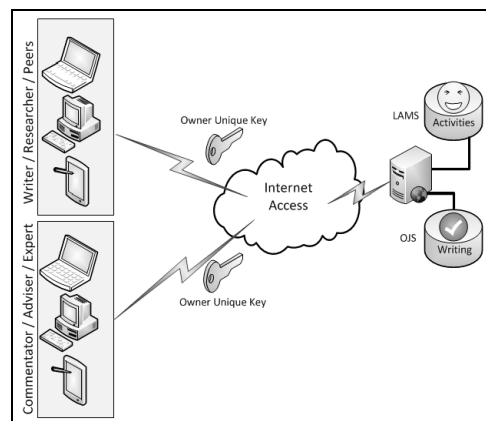 Writer / Researcher / Peers
Owner Unique Key
LAMS
Activities
Internet
Access
OJS
Writing
Commentator / Adviser / Expert
Owner Unique Key